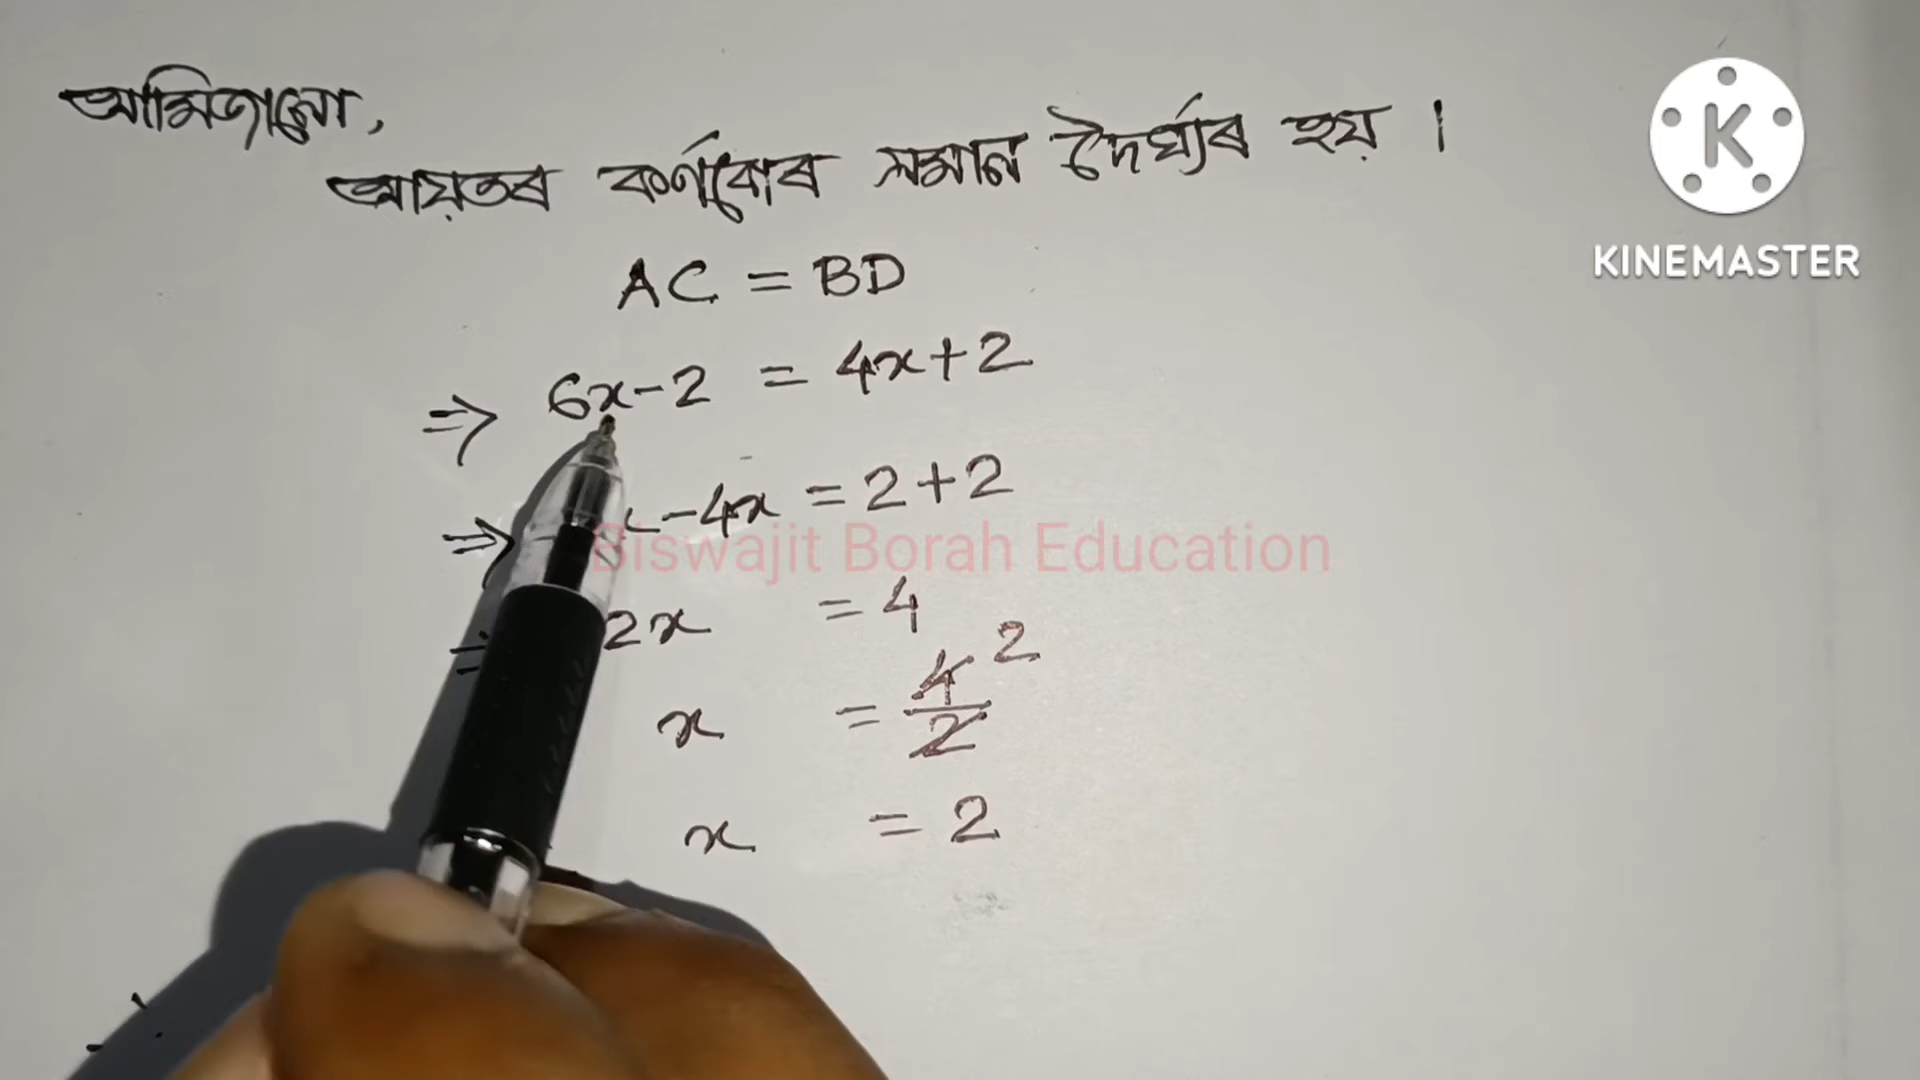 আমি জানো,
আয়তৰ কৰ্ণবোৰ সমান দৈৰ্ঘ্যৰ হয় ।
K
KINEMASTER
AC = BD
⇒ 6x-2 = 4x+2
⇒ x-4x = 2+2
Biswajit Borah Education
2x = 4
x = 4/2 2
x = 2